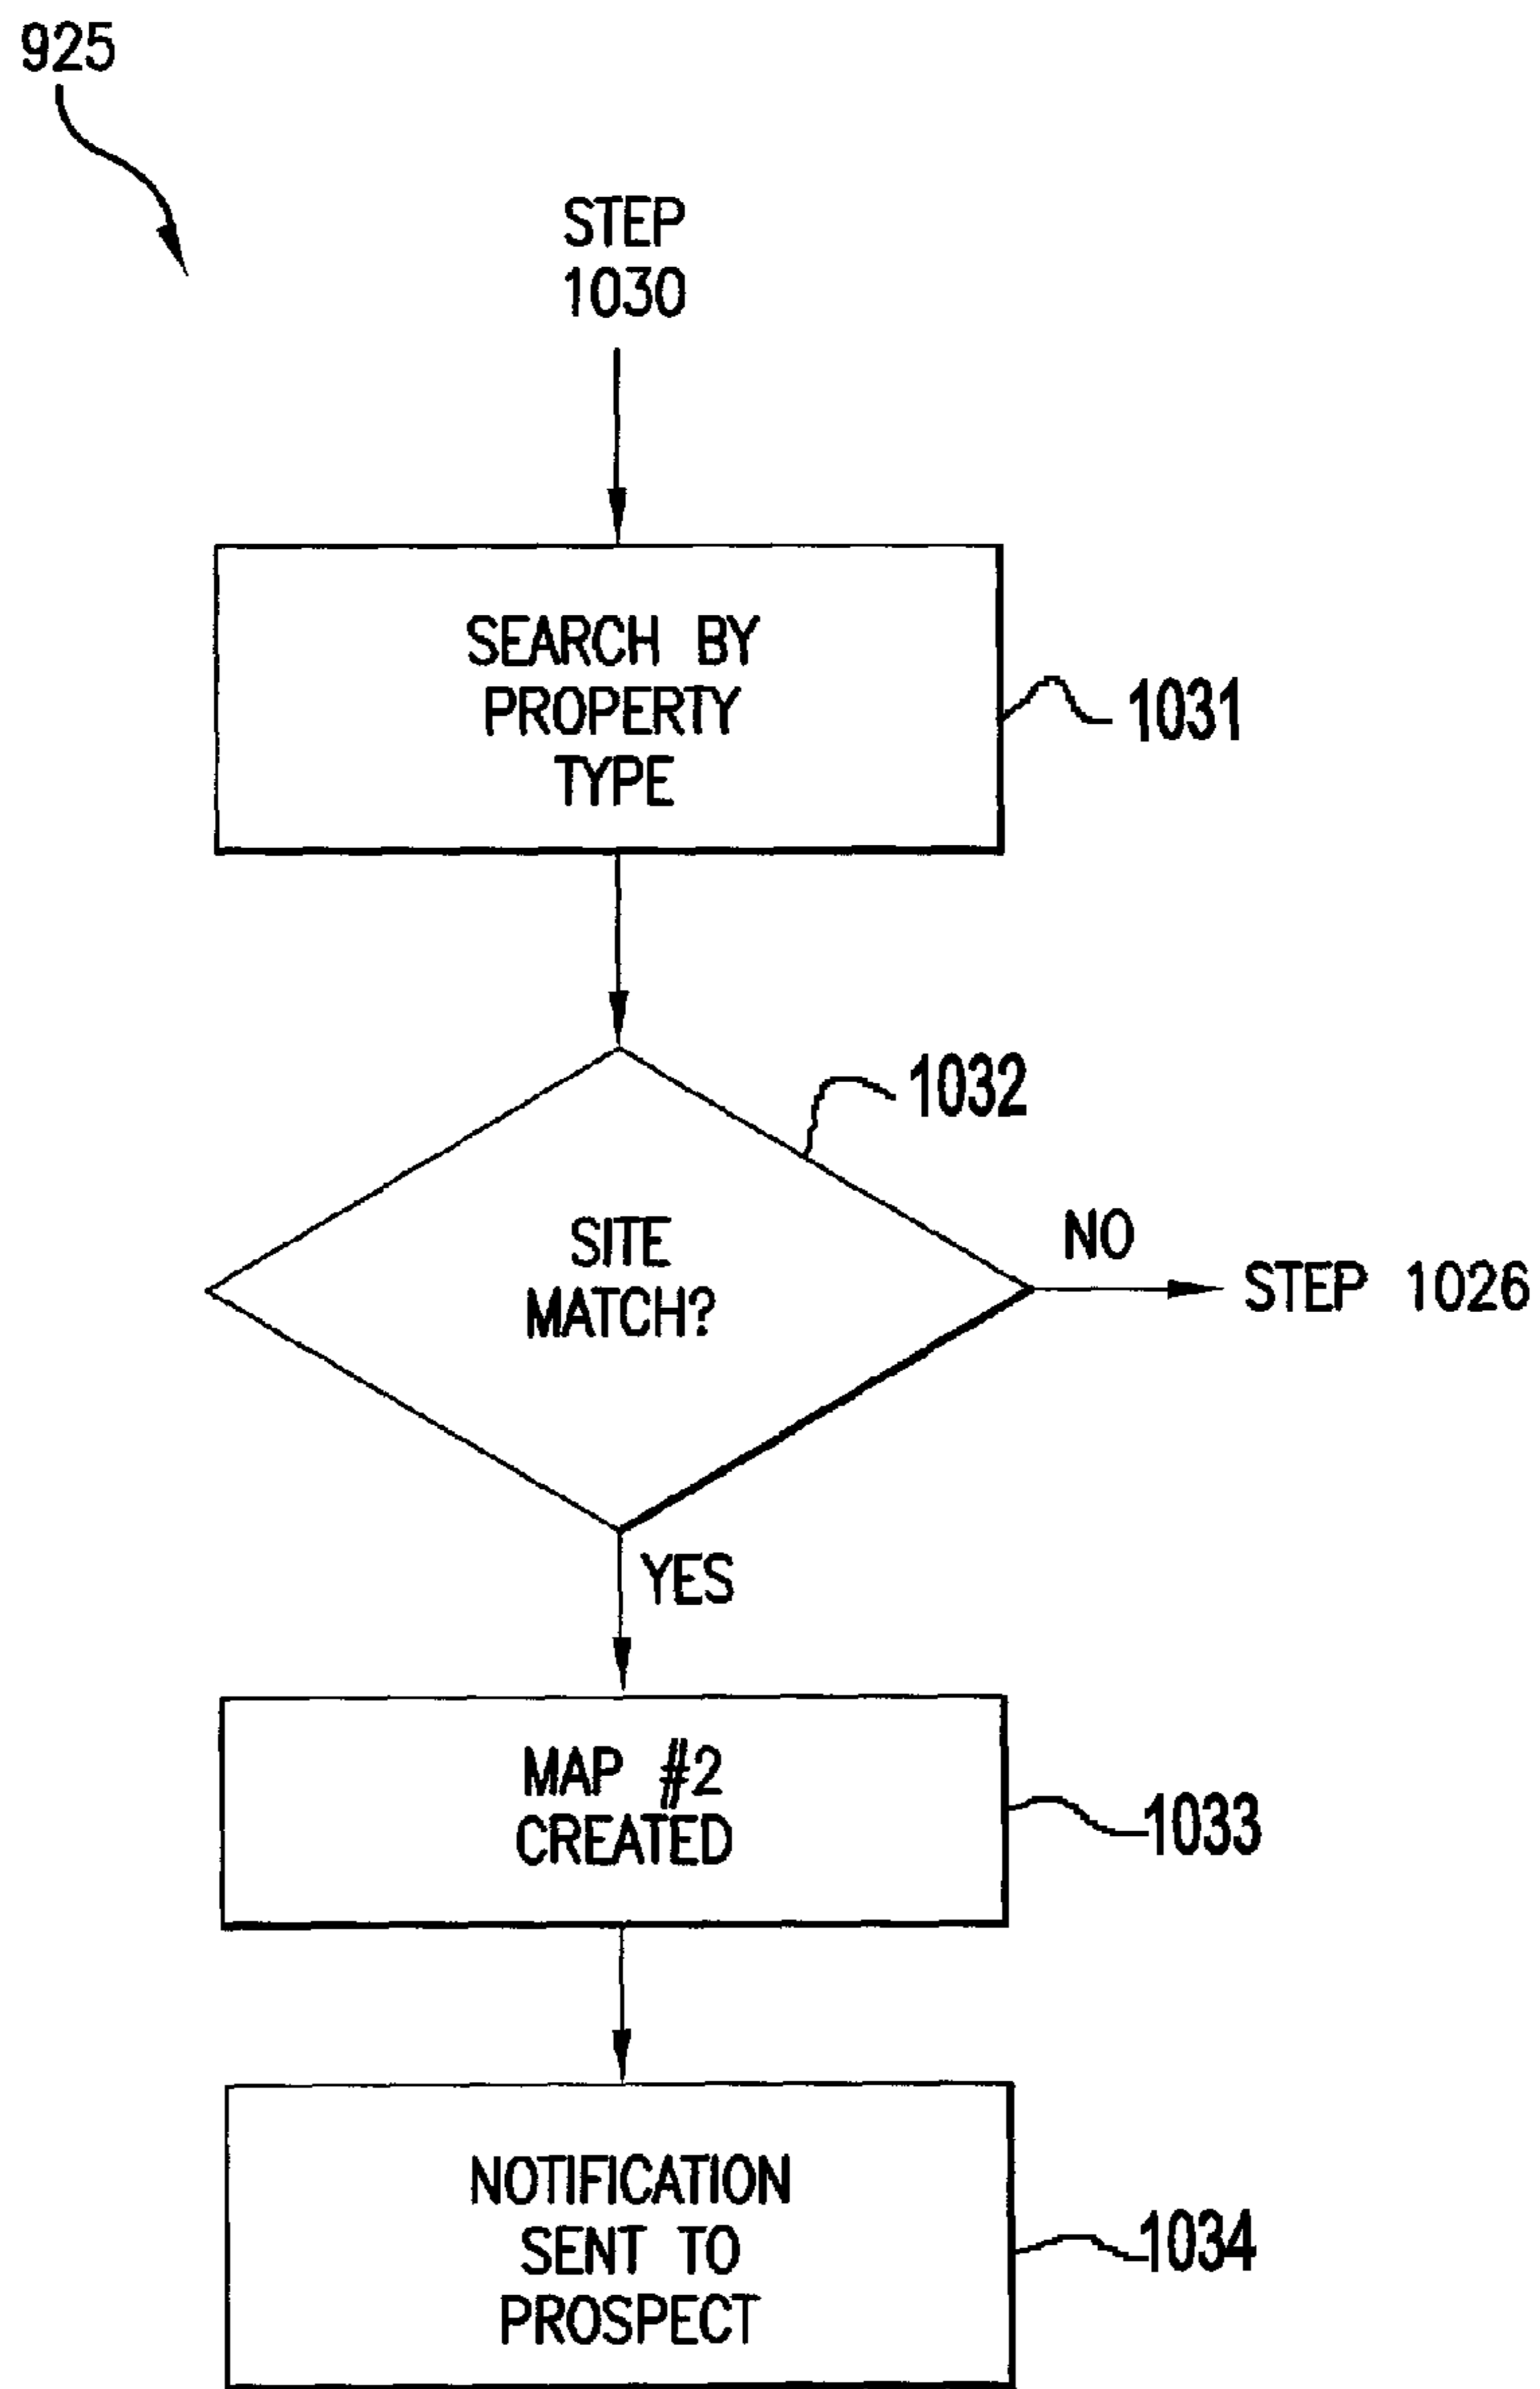 925
STEP
1030
SEARCH BY
PROPERTY
TYPE
1031
1032
SITE
MATCH?
NO
STEP 1026
YES
MAP #2
CREATED
1033
NOTIFICATION
SENT TO
PROSPECT
1034